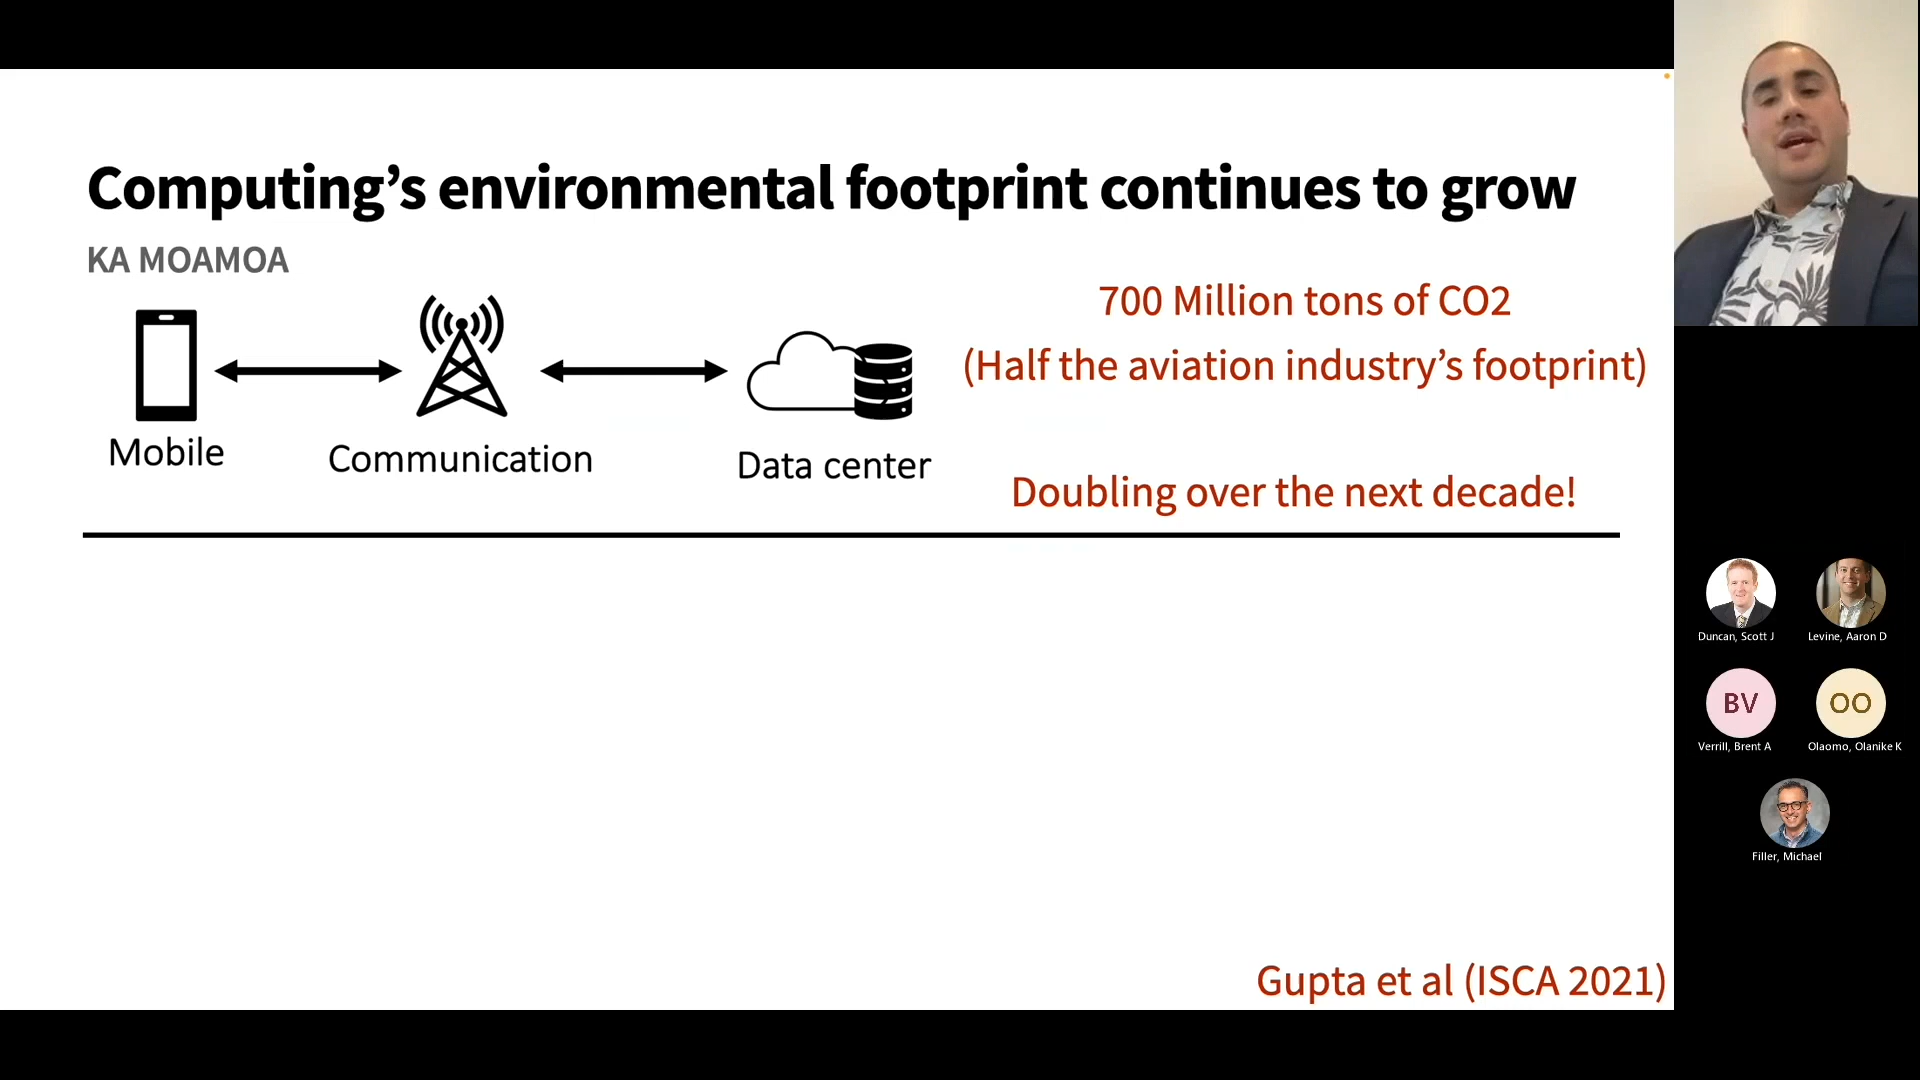 Computing’s environmental footprint continues to grow
KA MOAMOA
700 Million tons of CO2
(Half the aviation industry’s footprint)
Mobile
Communication
Data center
Doubling over the next decade!
Gupta et al (ISCA 2021)
Duncan, Scott J
Levine, Aaron D
BV
OO
Verrill, Brent A
Olaomo, Olanike K
Filler, Michael